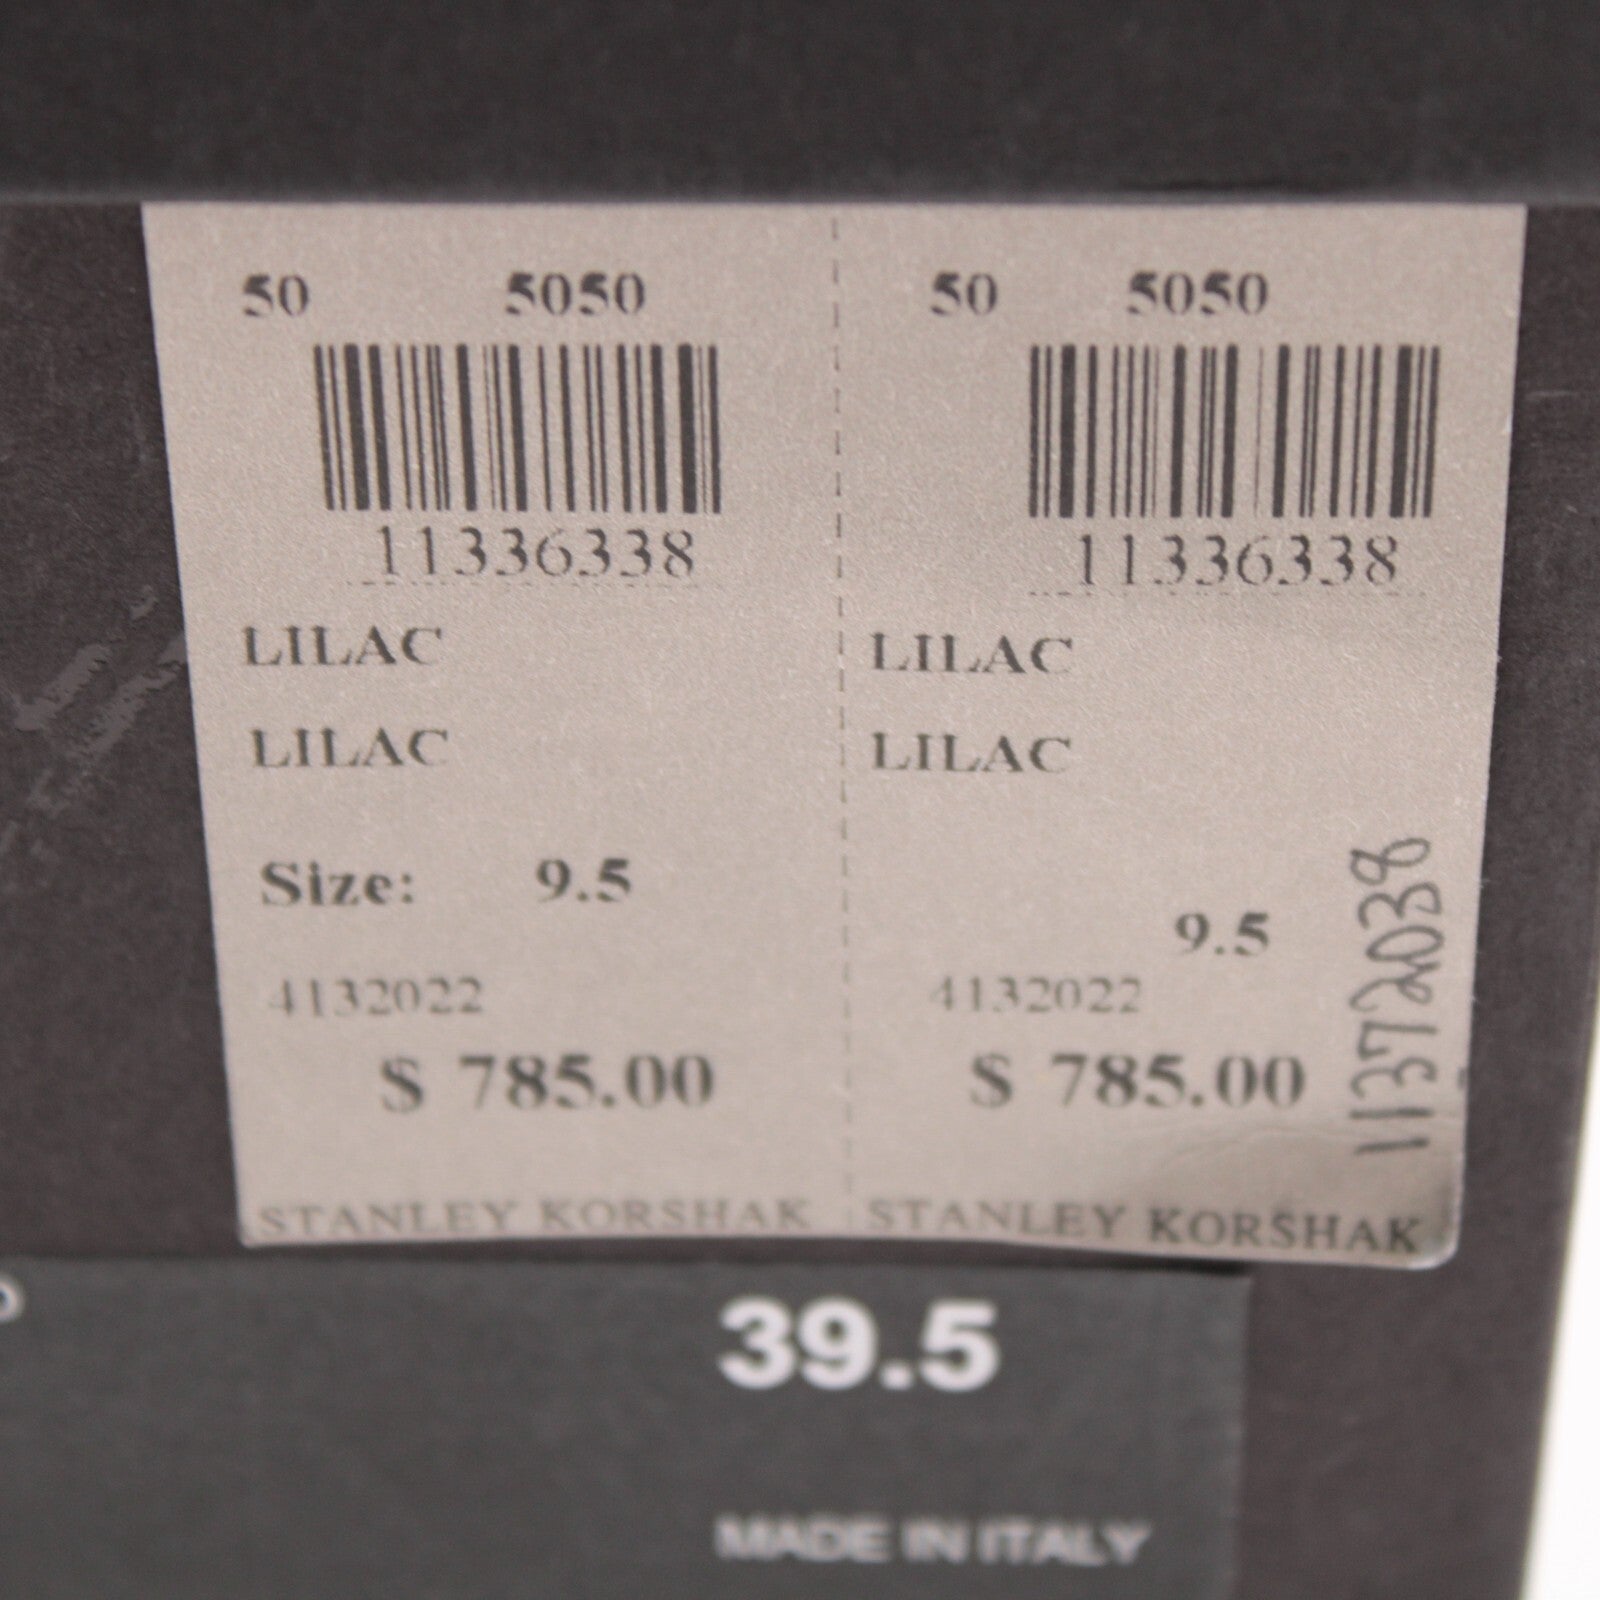 50 5050
11336338
LILAC
LILAC
Size: 9.5
4132022
$ 785.00
STANLEY KORSHAK
50 5050
11336338
LILAC
LILAC
9.5
4132022
$ 785.00
STANLEY KORSHAK
11372038
39.5
MADE IN ITALY